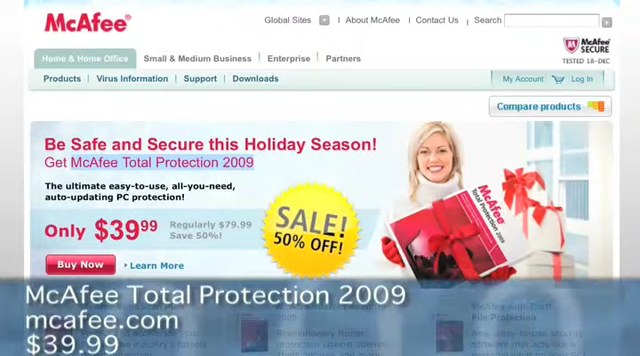 McAfee®
Global Sites
About McAfee
Contact Us
Search
McAfee
SECURE
TESTED 18-DEC
Home & Home Office
Small & Medium Business
Enterprise
Partners
Products
Virus Information
Support
Downloads
My Account
Log In
Compare products
Be Safe and Secure this Holiday Season!
Get McAfee Total Protection 2009
The ultimate easy-to-use, all-you-need,
auto-updating PC protection!
Only $39.99
Regularly $79.99
Save 50%!
SALE!
50% OFF!
McAfee
Total Protection 2009
Buy Now
Learn More
McAfee Total Protection 2009
mcafee.com
$39.99
File Protection